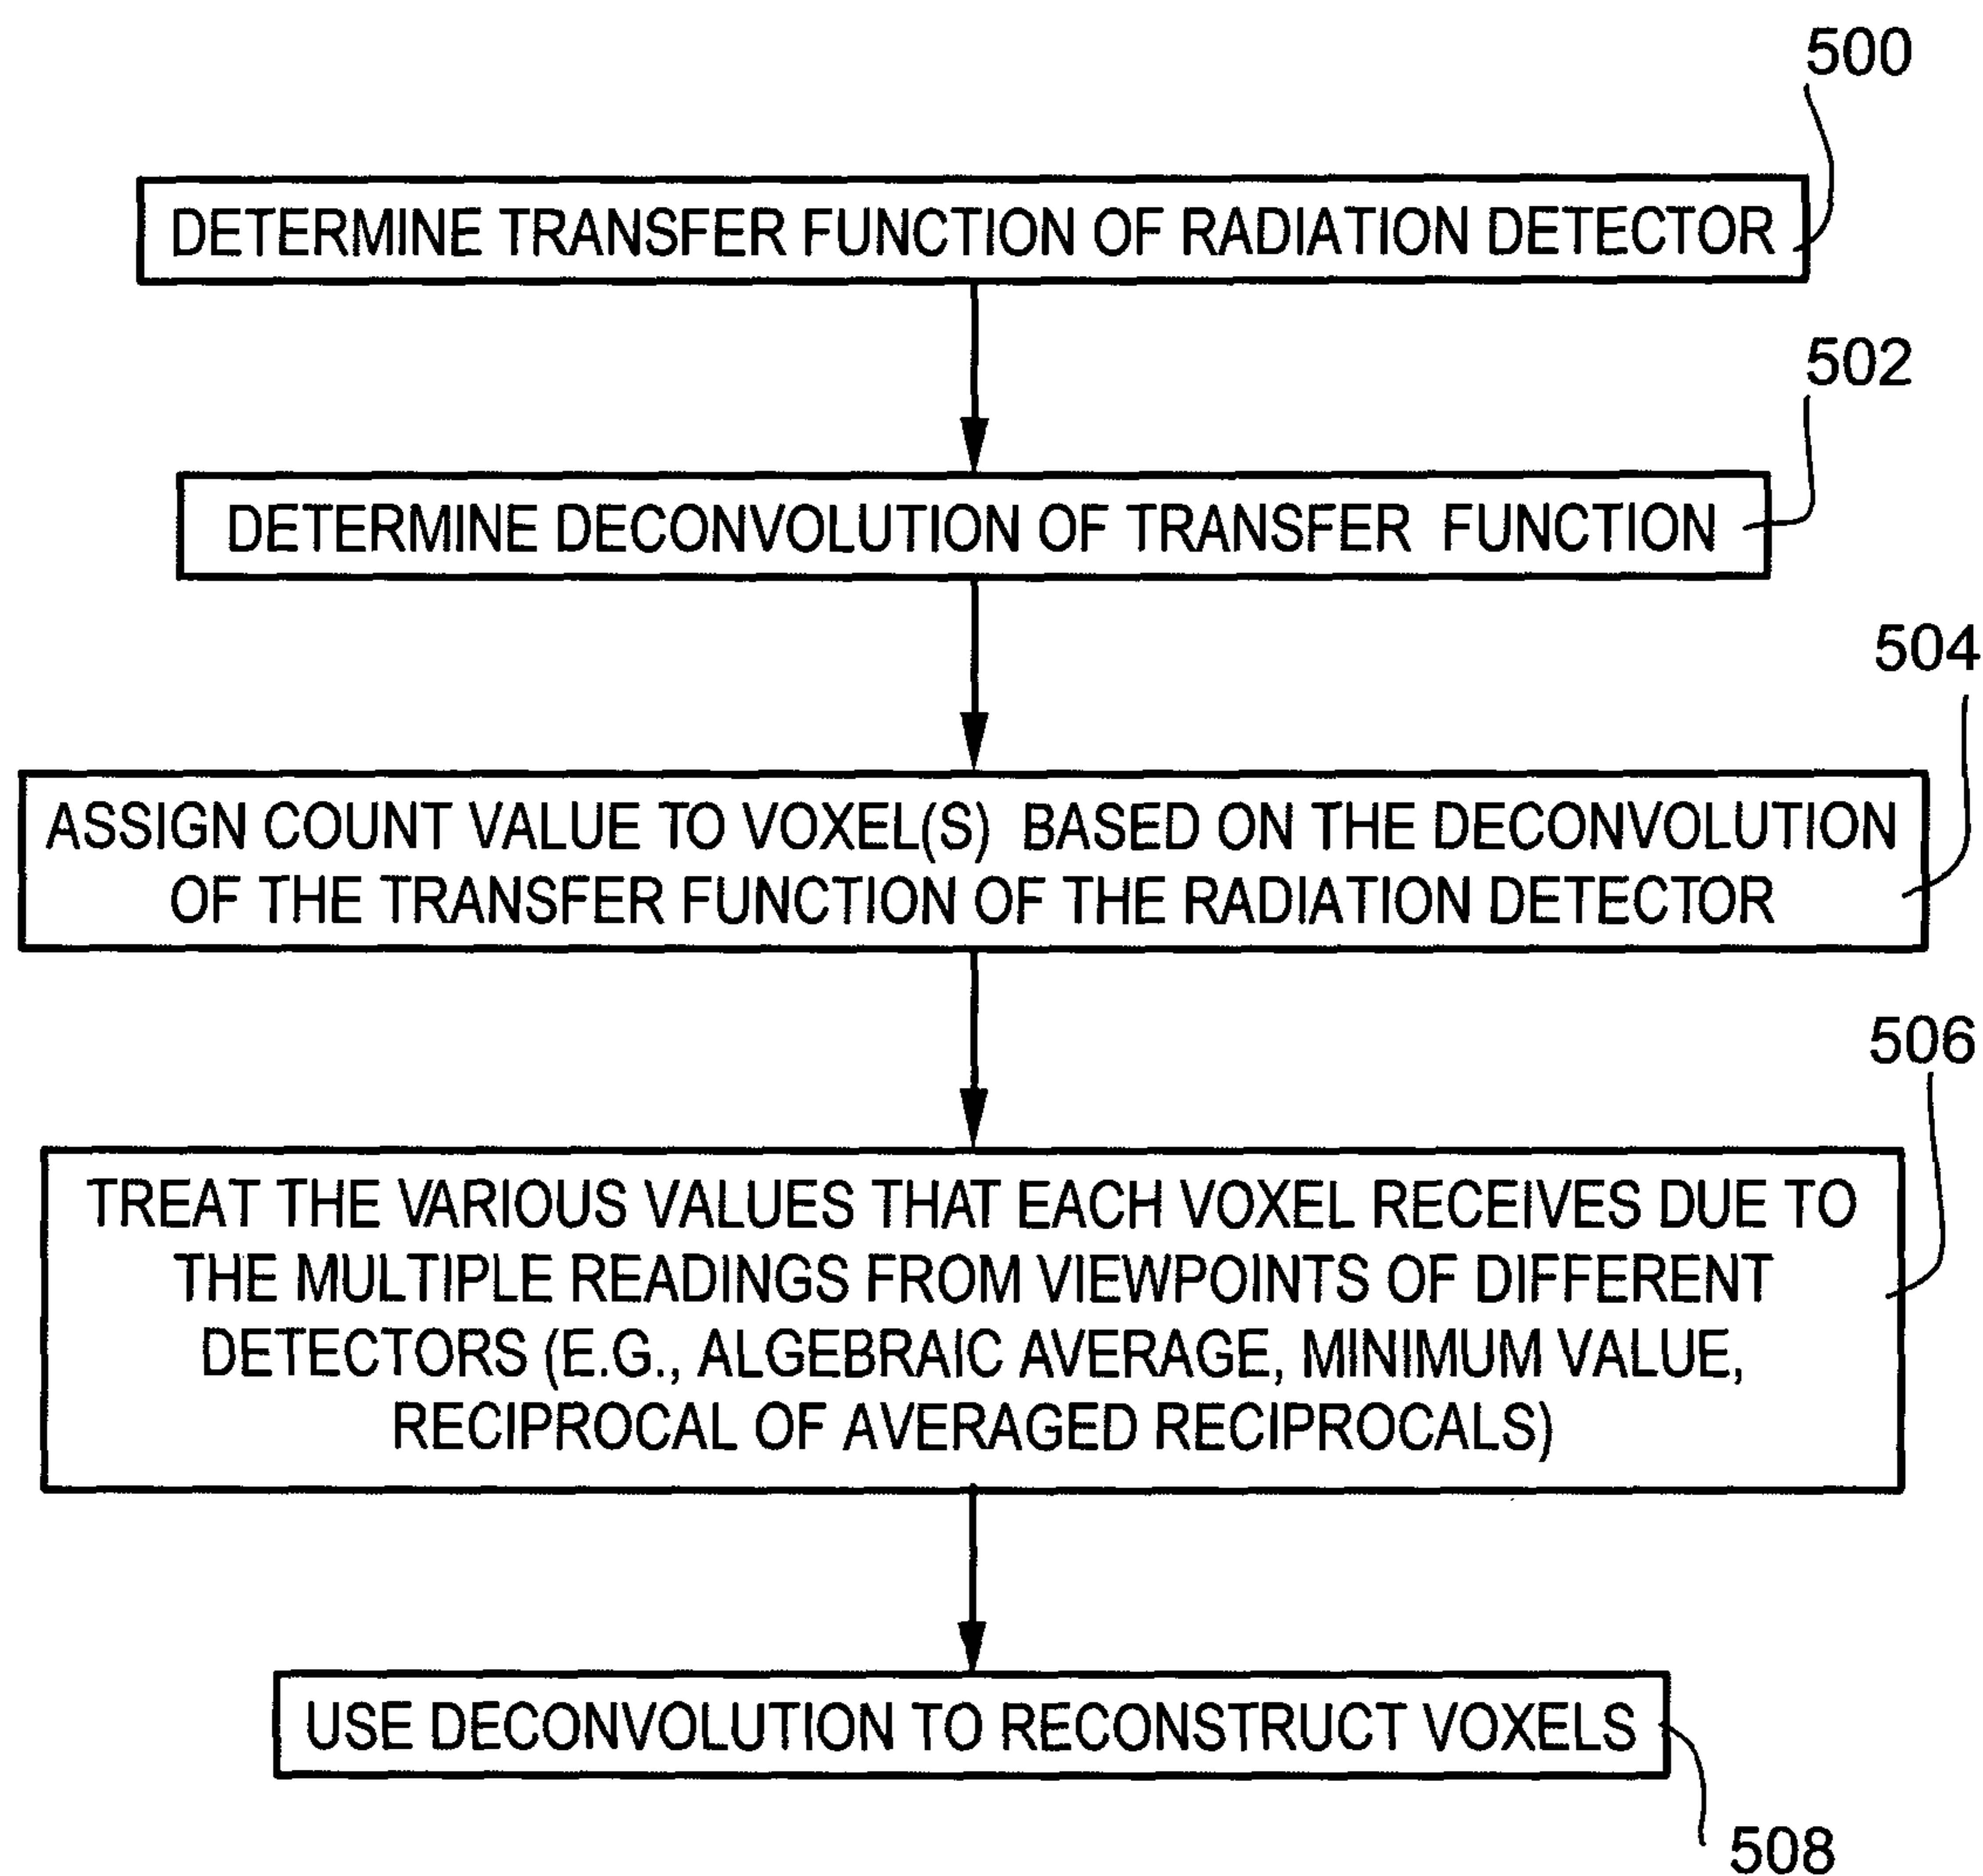 500
DETERMINE TRANSFER FUNCTION OF RADIATION DETECTOR
502
DETERMINE DECONVOLUTION OF TRANSFER FUNCTION
504
ASSIGN COUNT VALUE TO VOXEL(S) BASED ON THE DECONVOLUTION
OF THE TRANSFER FUNCTION OF THE RADIATION DETECTOR
506
TREAT THE VARIOUS VALUES THAT EACH VOXEL RECEIVES DUE TO
THE MULTIPLE READINGS FROM VIEWPOINTS OF DIFFERENT
DETECTORS (E.G., ALGEBRAIC AVERAGE, MINIMUM VALUE,
RECIPROCAL OF AVERAGED RECIPROCALS)
USE DECONVOLUTION TO RECONSTRUCT VOXELS
508